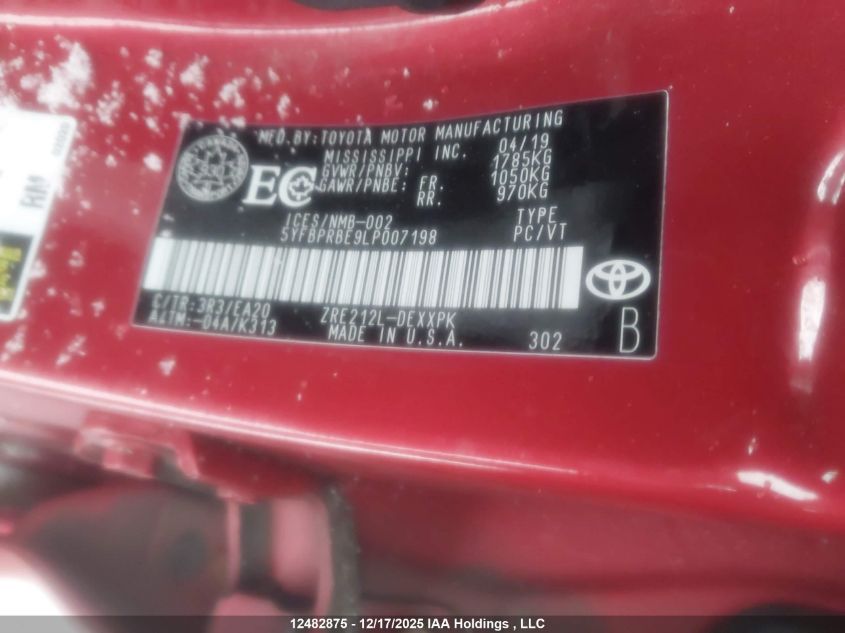 MFD.BY:TOYOTA MOTOR MANUFACTURING
MISSISSIPPI INC. 04/19
GVWR/PNBV: 1785KG
GAWR/PNBE: FR. 1050KG
RR. 970KG
EC
ICES/NMB-002 TYPE
5YFBPRBE9LP007198 PC/VT
C/TR:3R3/EA20 ZRE212L-DEXXPK
A4TM:-04A/K313 MADE IN U.S.A. 302 B
RM
12482875 - 12/17/2025 IAA Holdings , LLC